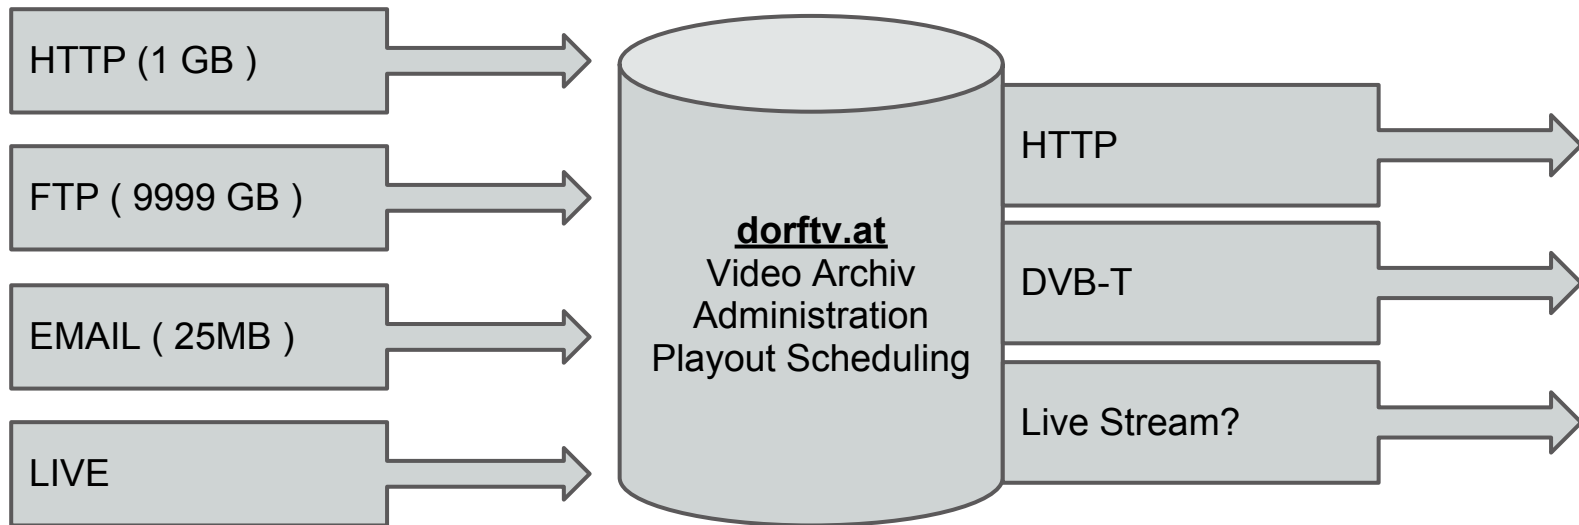 HTTP (1 GB )
FTP ( 9999 GB )
EMAIL ( 25MB )
LIVE
dorftv.at
Video Archiv
Administration
Playout Scheduling
HTTP
DVB-T
Live Stream?